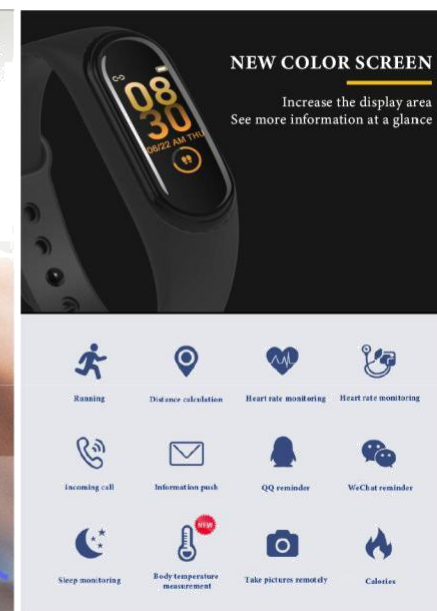 NEW COLOR SCREEN
Increase the display area
See more information at a glance
08
30
06/22 AM THU
Running
Distance calculation
Heart rate monitoring
Heart rate monitoring
Incoming call
Information push
QQ reminder
WeChat reminder
NEW
Sleep monitoring
Body temperature
measurement
Take pictures remotely
Calories